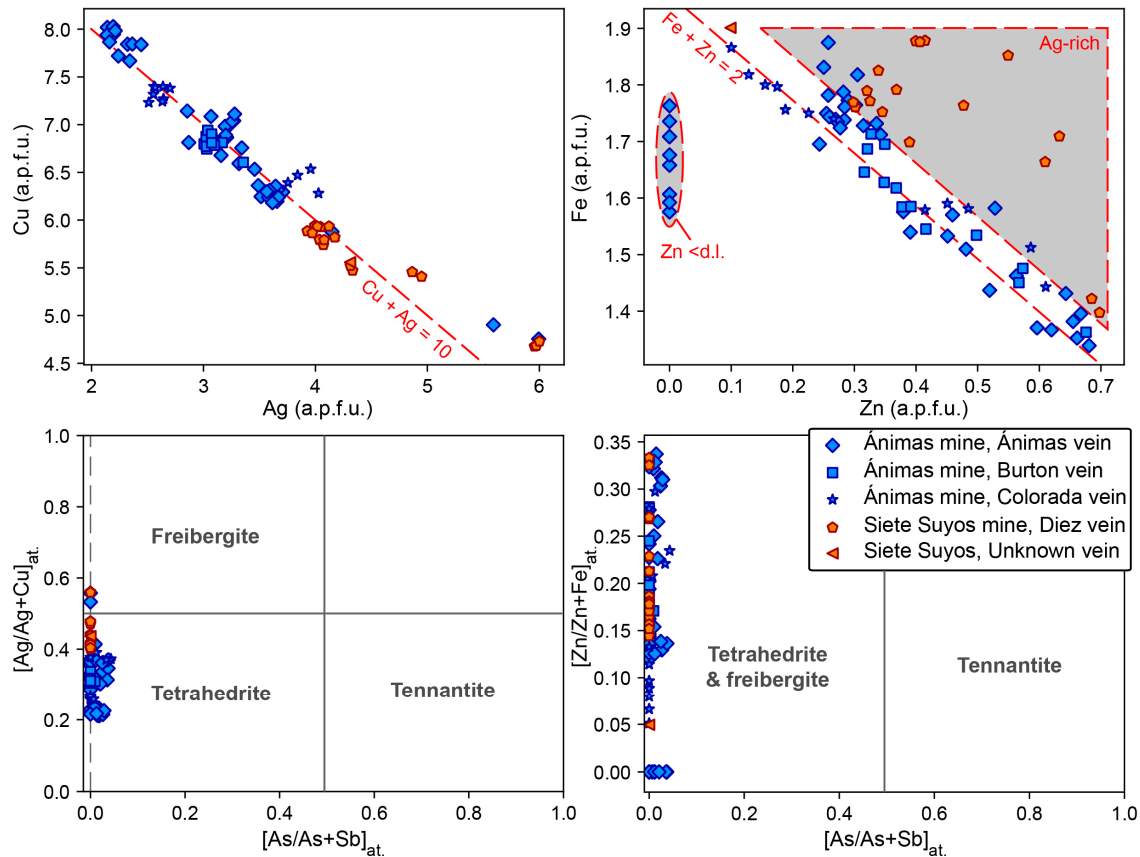 8.0
7.5
7.0
6.5
6.0
5.5
5.0
4.5
Cu (a.p.f.u.)
Cu + Ag = 10
2
3
4
5
6
Ag (a.p.f.u.)
1.9
1.8
1.7
1.6
1.5
1.4
Fe (a.p.f.u.)
Fe + Zn = 2
Ag-rich
Zn <d.l.
0.0
0.1
0.2
0.3
0.4
0.5
0.6
0.7
Zn (a.p.f.u.)
1.0
0.8
0.6
0.4
0.2
0.0
[Ag/Ag+Cu]at.
Freibergite
Tetrahedrite
Tennantite
0.0
0.2
0.4
0.6
0.8
1.0
[As/As+Sb]at.
0.35
0.30
0.25
0.20
0.15
0.10
0.05
0.00
[Zn/Zn+Fe]at.
Ánimas mine, Ánimas vein
Ánimas mine, Burton vein
Ánimas mine, Colorada vein
Siete Suyos mine, Diez vein
Siete Suyos, Unknown vein
Tetrahedrite
& freibergite
Tennantite
0.0
0.2
0.4
0.6
0.8
1.0
[As/As+Sb]at.